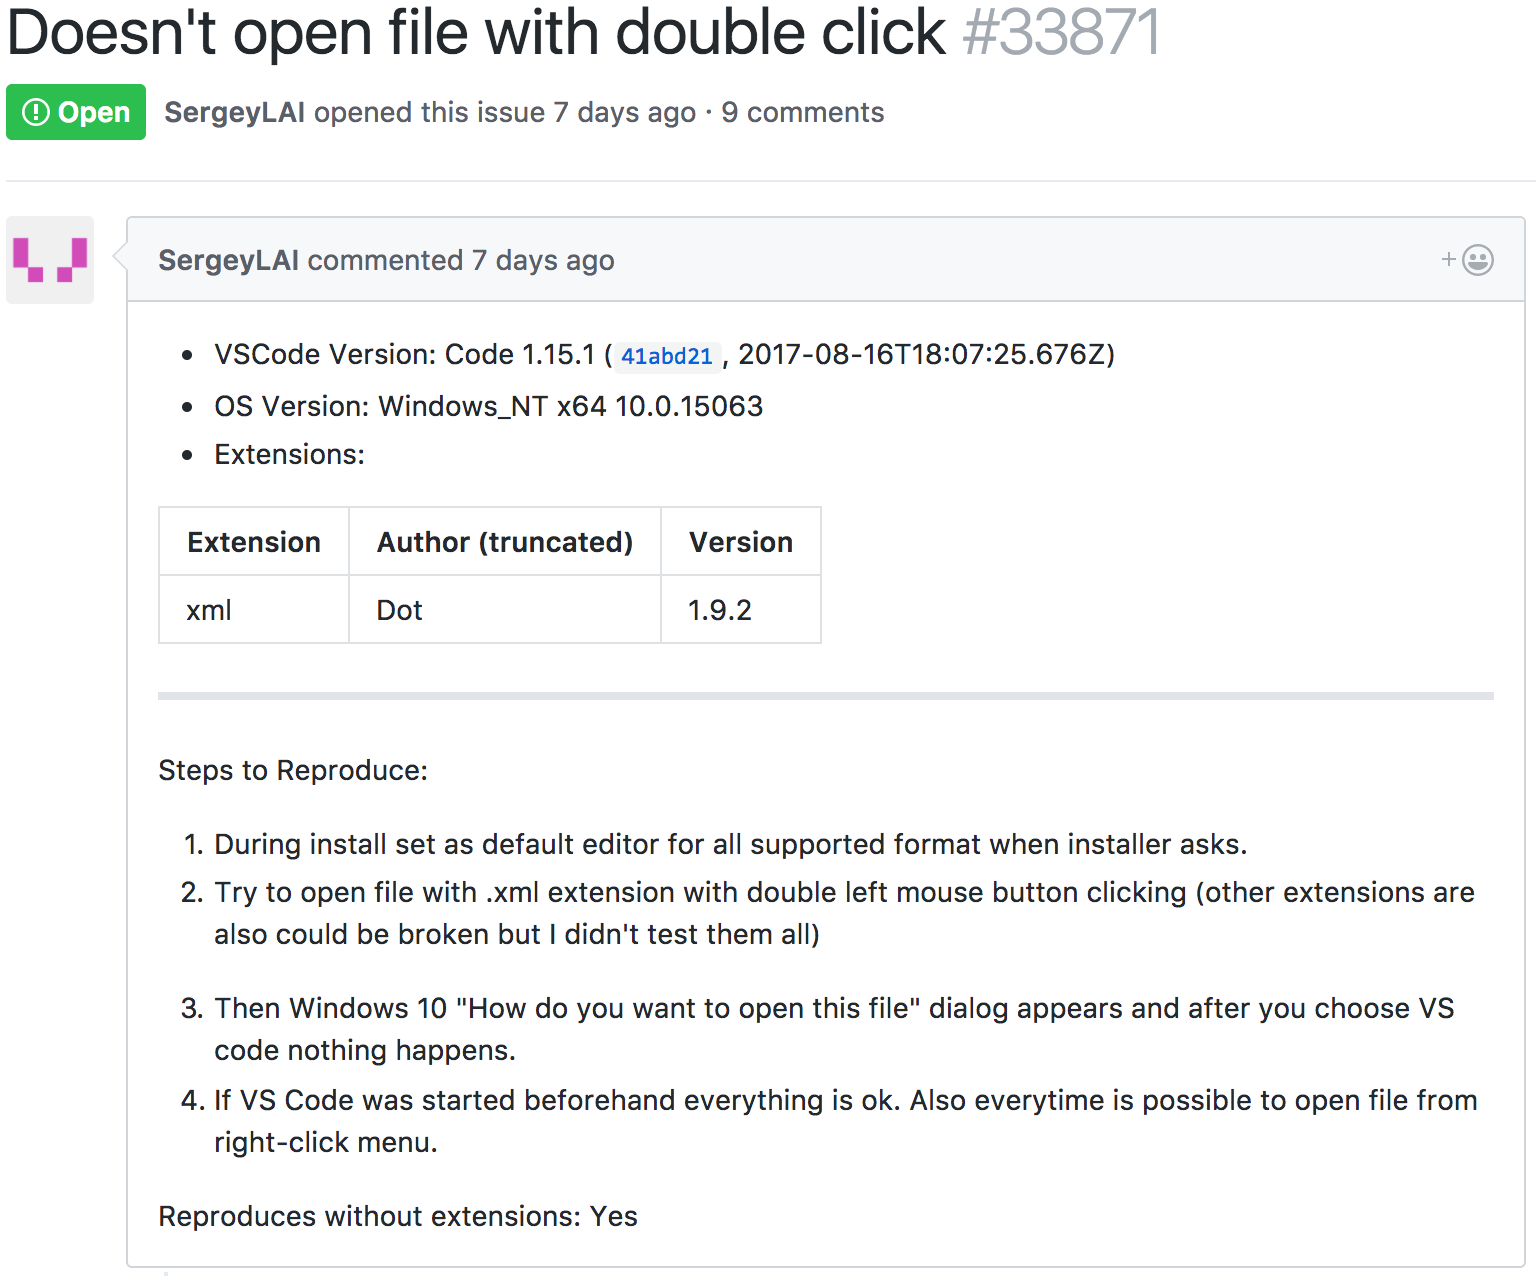 Doesn't open file with double click #33871
Open SergeyLAI opened this issue 7 days ago · 9 comments
SergeyLAI commented 7 days ago
• VSCode Version: Code 1.15.1 (41abd21, 2017-08-16T18:07:25.676Z)
• OS Version: Windows_NT x64 10.0.15063
• Extensions:
Extension Author (truncated) Version
xml Dot 1.9.2
Steps to Reproduce:
1. During install set as default editor for all supported format when installer asks.
2. Try to open file with .xml extension with double left mouse button clicking (other extensions are
also could be broken but I didn't test them all)
3. Then Windows 10 "How do you want to open this file" dialog appears and after you choose VS
code nothing happens.
4. If VS Code was started beforehand everything is ok. Also everytime is possible to open file from
right-click menu.
Reproduces without extensions: Yes